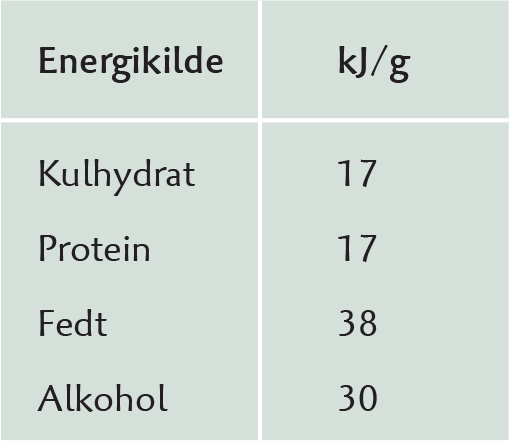 Energikilde kJ/g
Kulhydrat 17
Protein 17
Fedt 38
Alkohol 30